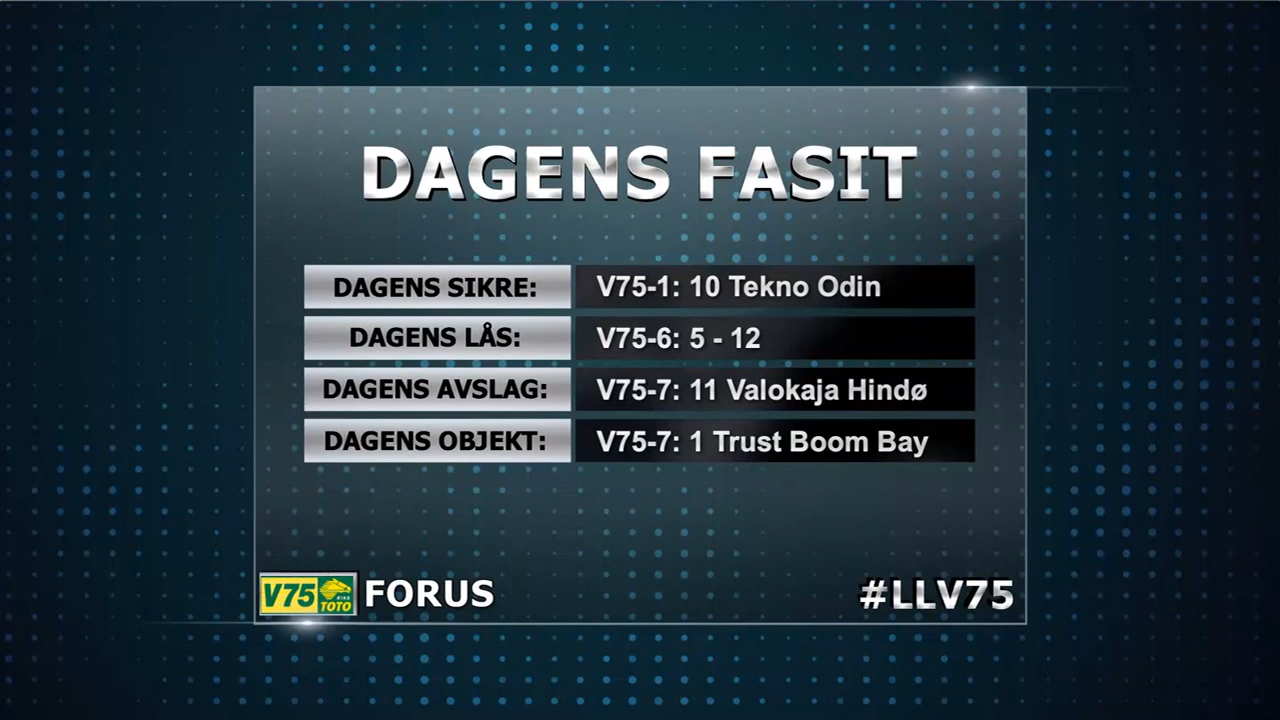 DAGENS FASIT
DAGENS SIKRE: V75-1: 10 Tekno Odin
DAGENS LÅS: V75-6: 5 - 12
DAGENS AVSLAG: V75-7: 11 Valokaja Hindø
DAGENS OBJEKT: V75-7: 1 Trust Boom Bay
V75 RIKS TOTO FORUS #LLV75